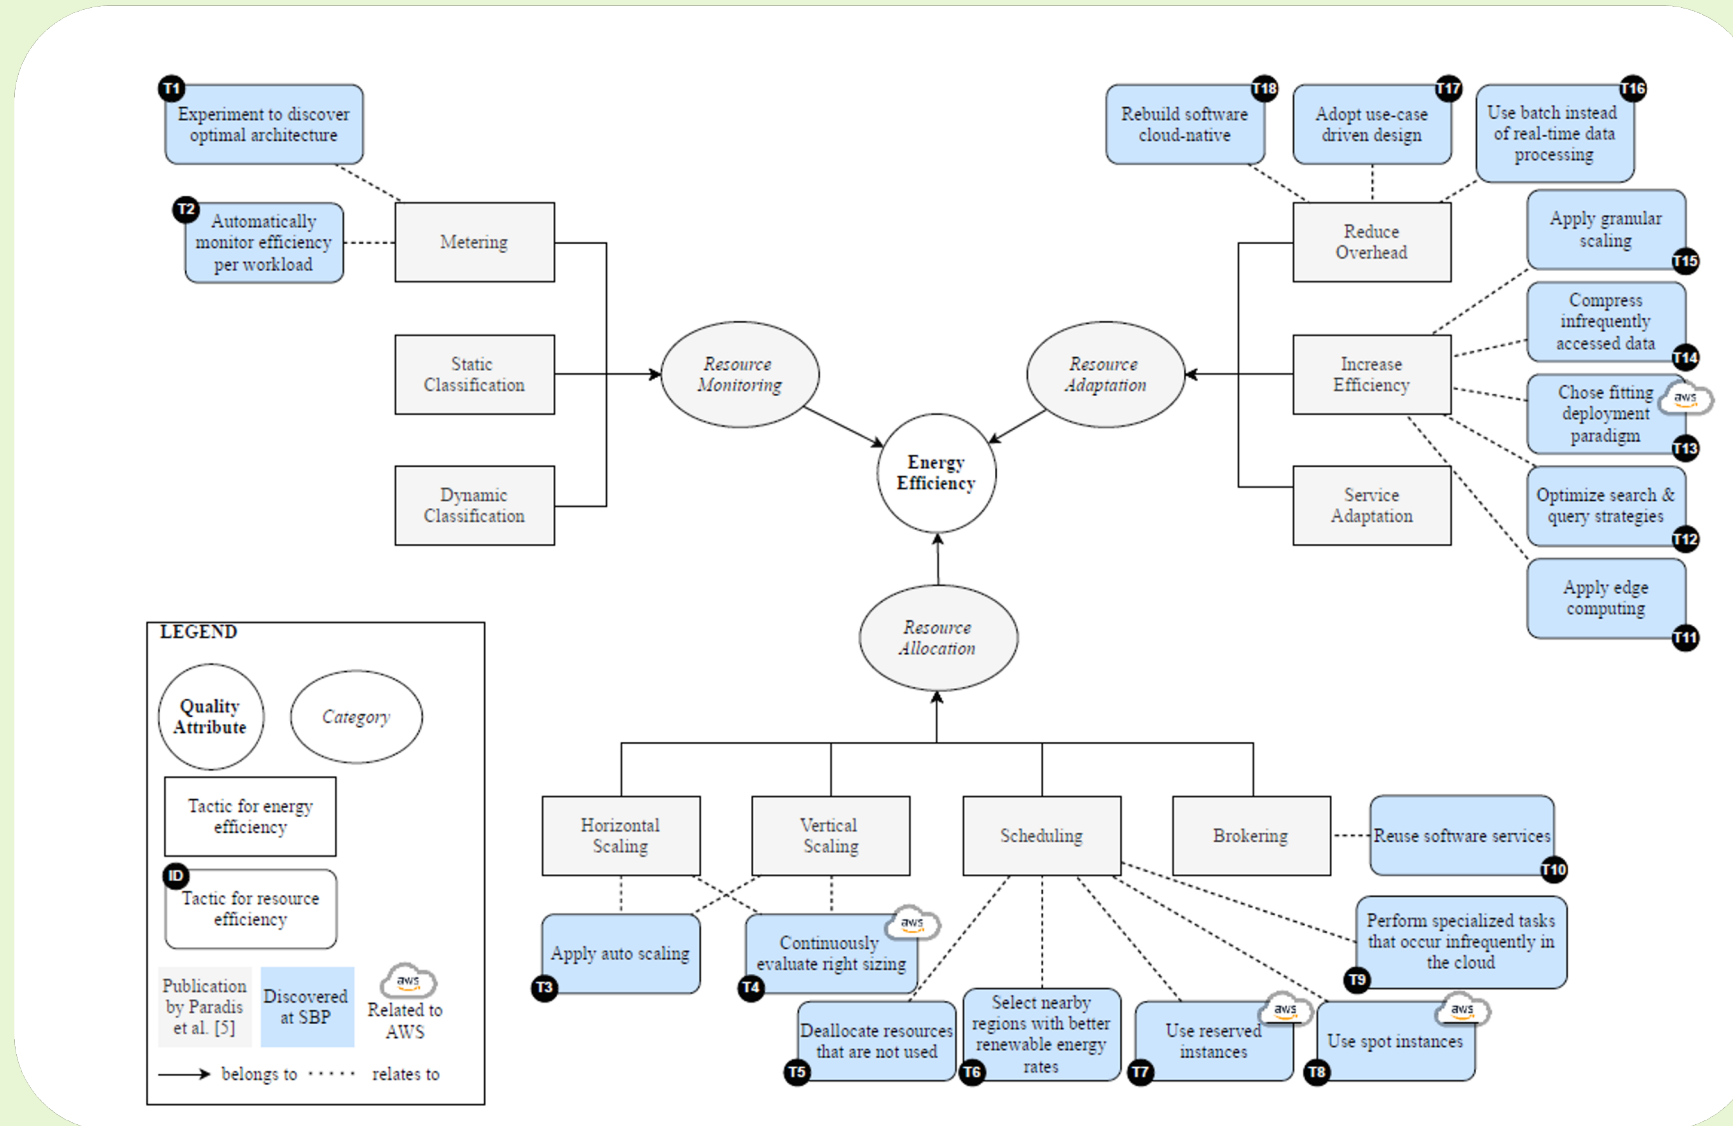 T1
Experiment to discover
optimal architecture
T2
Automatically
monitor efficiency
per workload
Metering
Static
Classification
Dynamic
Classification
Resource
Monitoring
T18
Rebuild software
cloud-native
T17
Adopt use-case
driven design
T16
Use batch instead
of real-time data
processing
Reduce
Overhead
Apply granular
scaling
T15
Compress
infrequently
accessed data
T14
Increase
Efficiency
Chose fitting
deployment
paradigm
aws
T13
Optimize search &
query strategies
T12
Service
Adaptation
Apply edge
computing
T11
Resource
Adaptation
Energy
Efficiency
Resource
Allocation
Horizontal
Scaling
Vertical
Scaling
Scheduling
Brokering
Reuse software services
T10
Apply auto scaling
T3
Continuously
evaluate right sizing
aws
T4
Perform specialized tasks
that occur infrequently in
the cloud
T9
Deallocate resources
that are not used
T5
Select nearby
regions with better
renewable energy
rates
T6
Use reserved
instances
aws
T7
Use spot instances
aws
T8
LEGEND
Quality
Attribute
Category
Tactic for energy
efficiency
ID
Tactic for resource
efficiency
Publication
by Paradis
et al. [5]
Discovered
at SBP
aws
Related to
AWS
belongs to
relates to